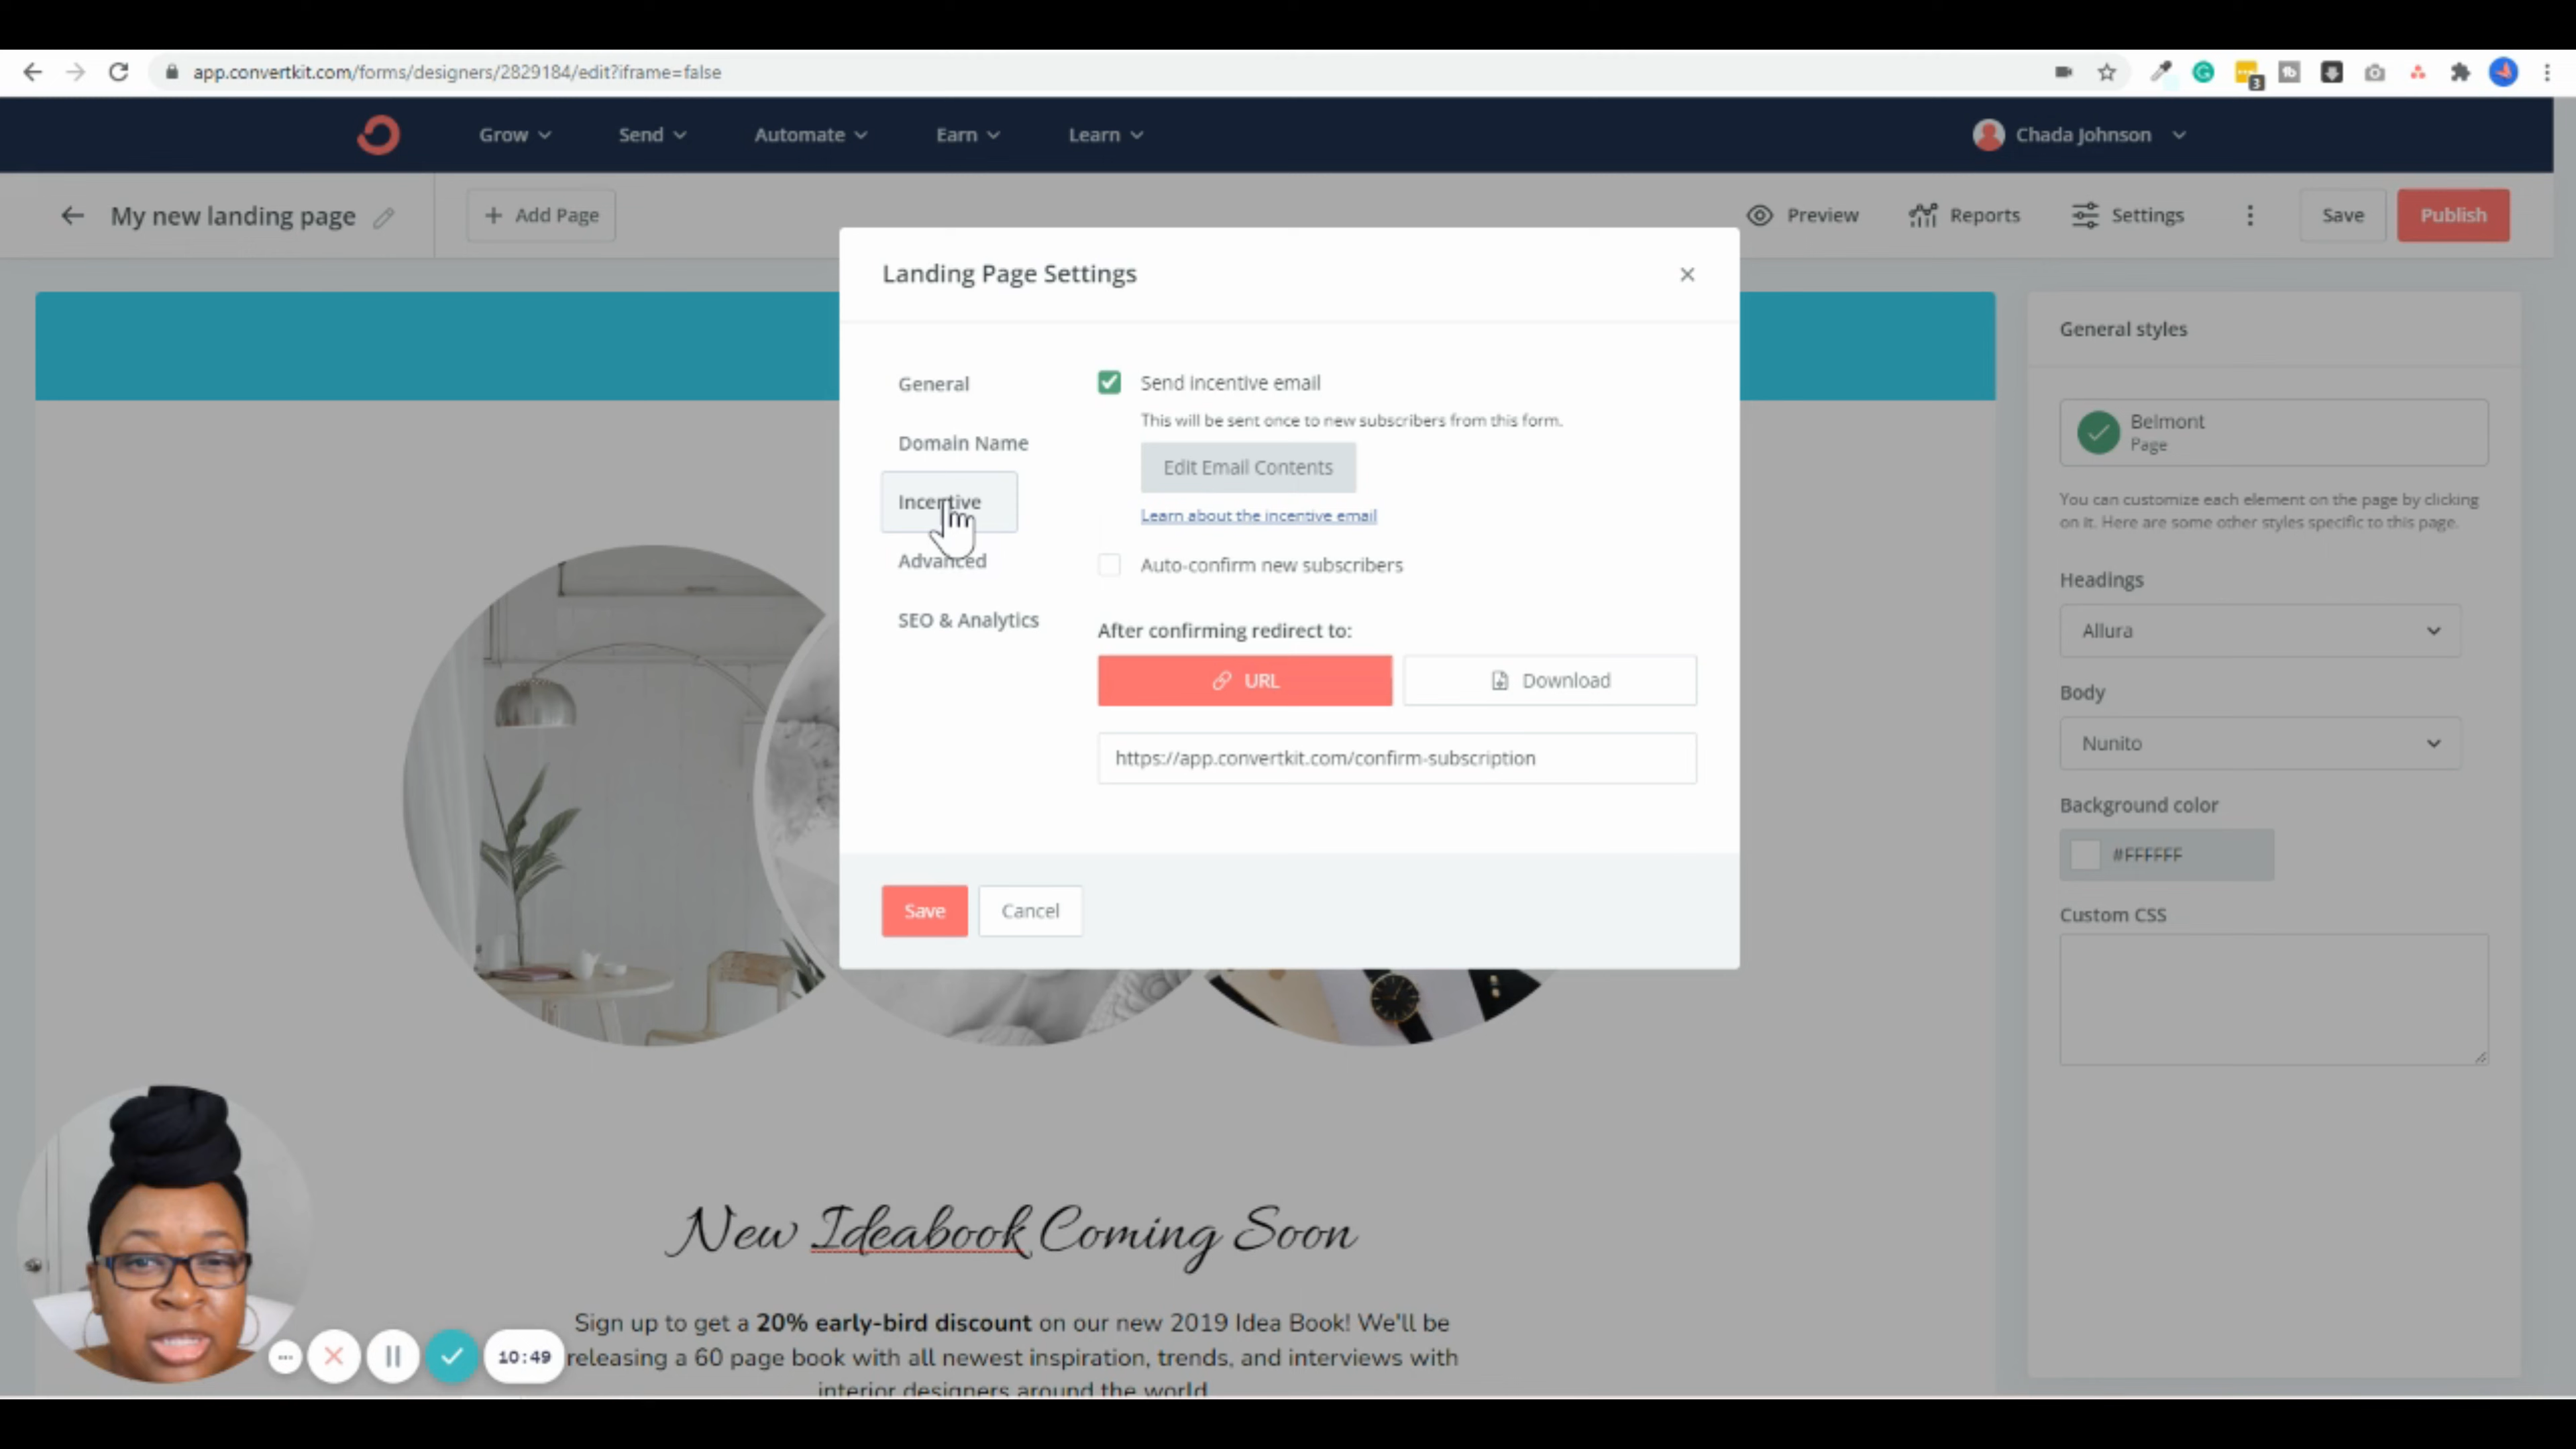 app.convertkit.com/forms/designers/2829184/edit?iframe=false
3
Grow
Send
Automate
Earn
Learn
Chada Johnson
My new landing page
+ Add Page
Preview
Reports
Settings
Save
Publish
Landing Page Settings
General
Domain Name
Incentive
Advanced
SEO & Analytics
Send incentive email
This will be sent once to new subscribers from this form.
Edit Email Contents
Learn about the incentive email
Auto-confirm new subscribers
After confirming redirect to:
URL
Download
https://app.convertkit.com/confirm-subscription
Save
Cancel
General styles
Belmont
Page
You can customize each element on the page by clicking
on it. Here are some other styles specific to this page.
Headings
Allura
Body
Nunito
Background color
#FFFFFF
Custom CSS
New Ideabook Coming Soon
Sign up to get a 20% early-bird discount on our new 2019 Idea Book! We'll be
releasing a 60 page book with all newest inspiration, trends, and interviews with
interior designers around the world
10:49